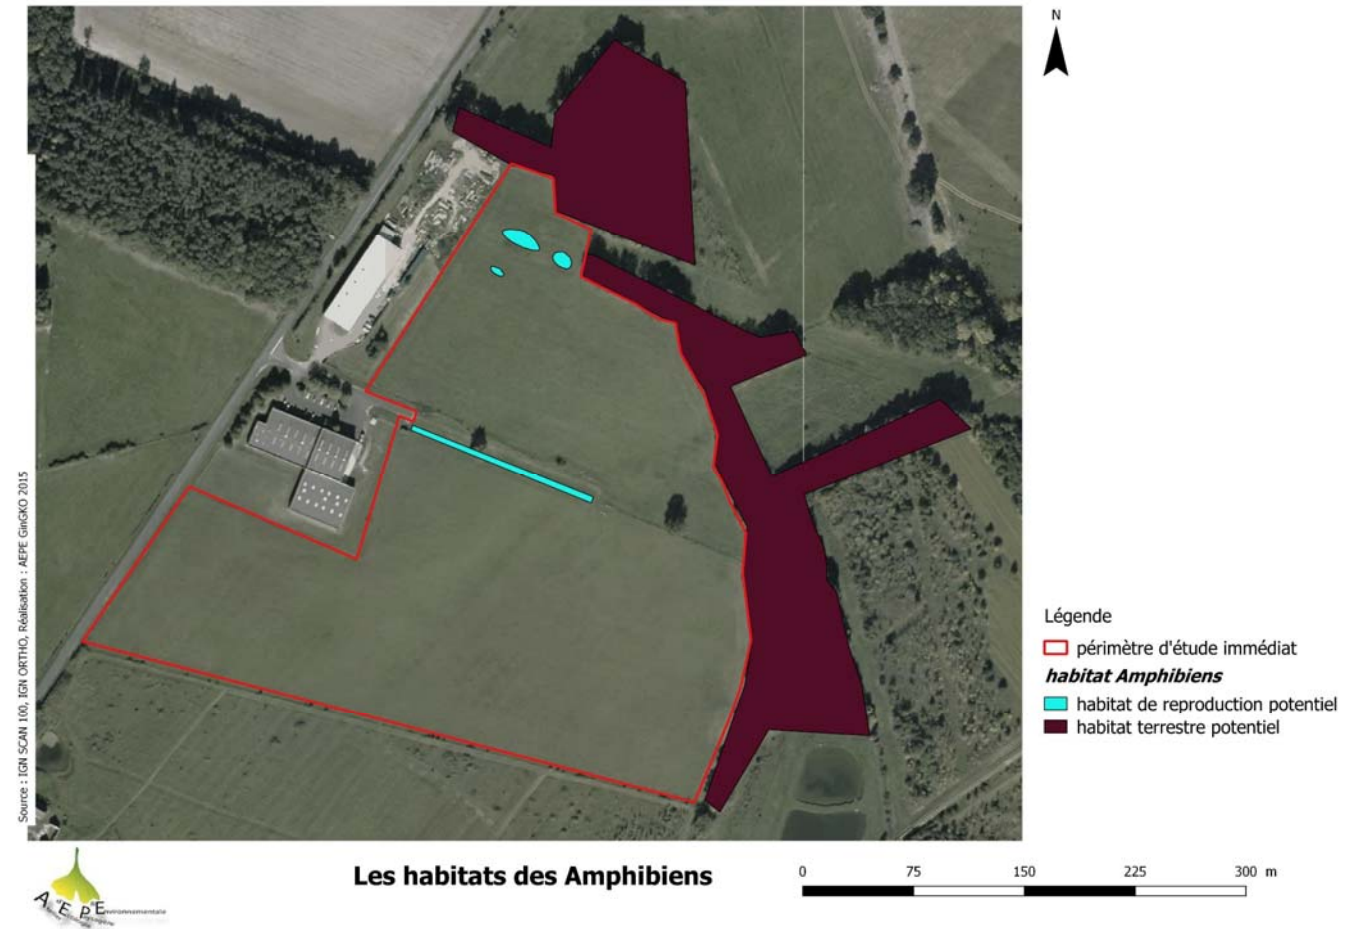 N
Source : IGN SCAN 100, IGN ORTHO, Réalisation : AEPE GinGKO 2015
Légende
périmètre d'étude immédiat
habitat Amphibiens
habitat de reproduction potentiel
habitat terrestre potentiel
Les habitats des Amphibiens
0 75 150 225 300 m
A E P E
Environnementale